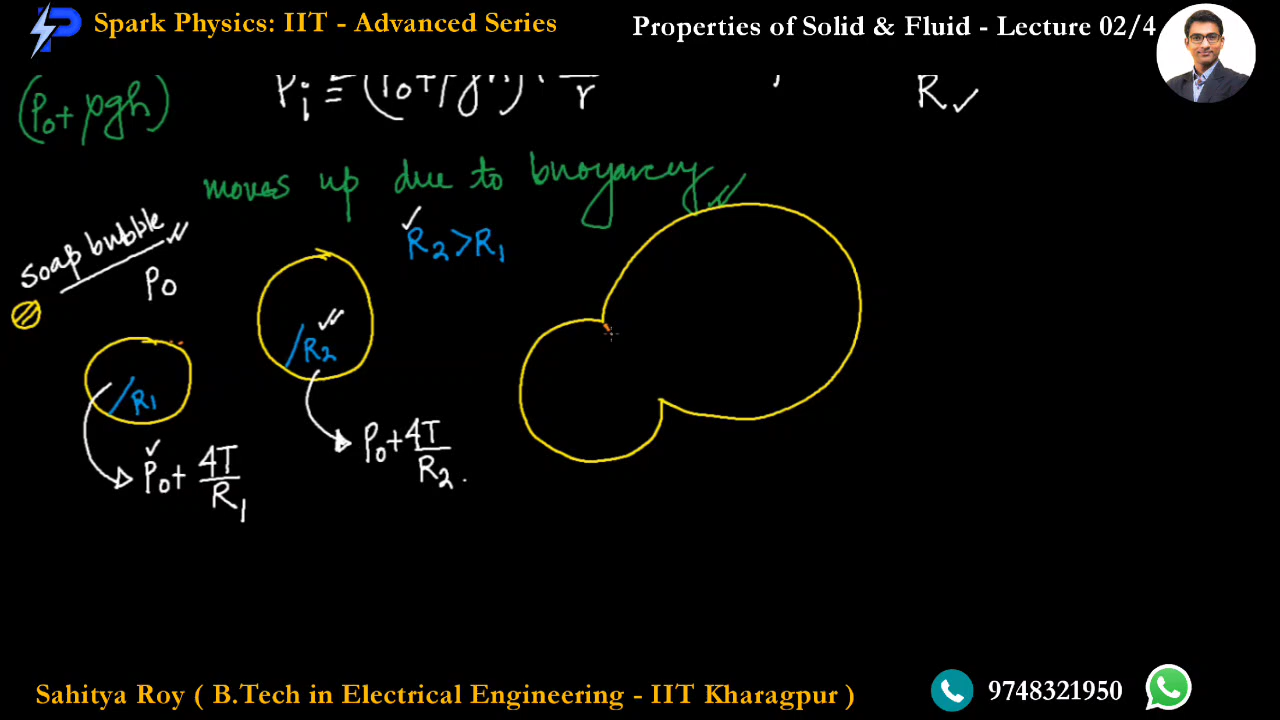 Spark Physics: IIT - Advanced Series
Properties of Solid & Fluid - Lecture 02/4
(P₀+ρgh)
R ✓
moves up due to buoyancy
soap bubble
P₀
R₂>R₁
R₁
R₂
P₀+ 4T/R₁
P₀+ 4T/R₂.
Sahitya Roy ( B.Tech in Electrical Engineering - IIT Kharagpur )
9748321950